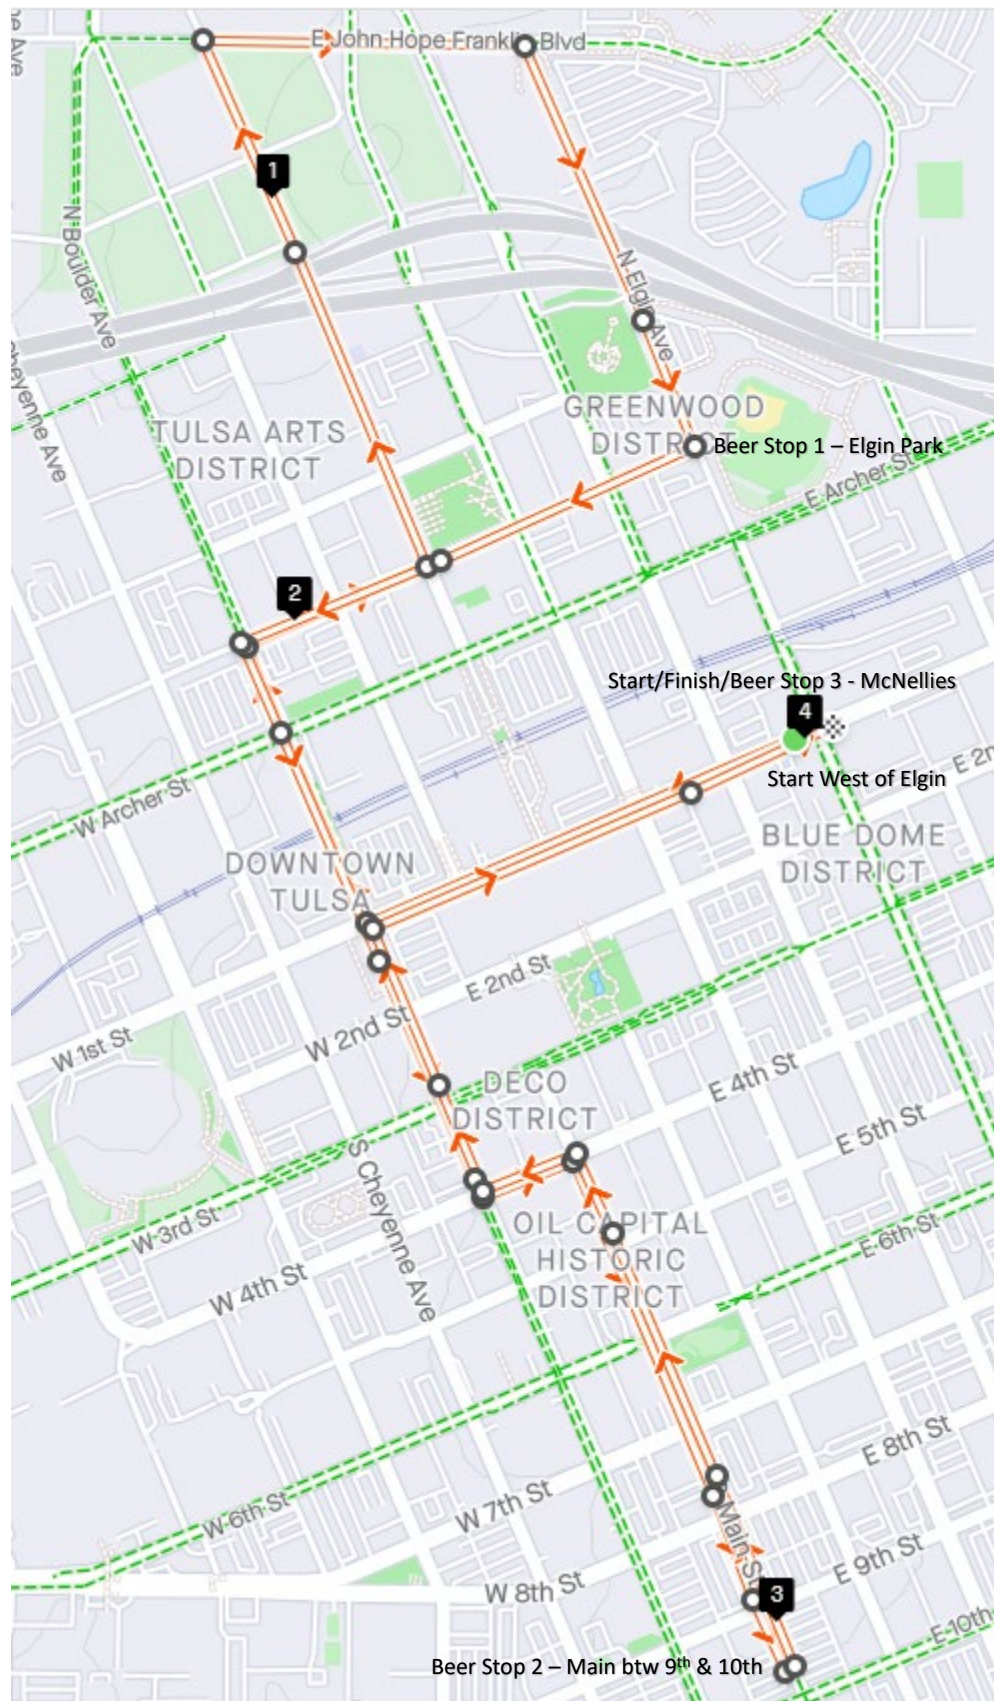 ne Ave
E John Hope Franklin Blvd
1
N Boulder Ave
N Elgin Ave
Cheyenne Ave
TULSA ARTS
DISTRICT
GREENWOOD
DISTRICT
Beer Stop 1 – Elgin Park
E Archer St
2
Start/Finish/Beer Stop 3 - McNellies
4
Start West of Elgin
E 2n
W Archer St
BLUE DOME
DISTRICT
DOWNTOWN
TULSA
E 2nd St
W 2nd St
W 1st St
DECO
DISTRICT
E 4th St
E 5th St
S Cheyenne Ave
W 3rd St
OIL CAPITAL
HISTORIC
DISTRICT
E 6th St
W 4th St
E 8th St
W 7th St
W 6th St
Main St
E 9th St
W 8th St
3
E 10th
Beer Stop 2 – Main btw 9th & 10th